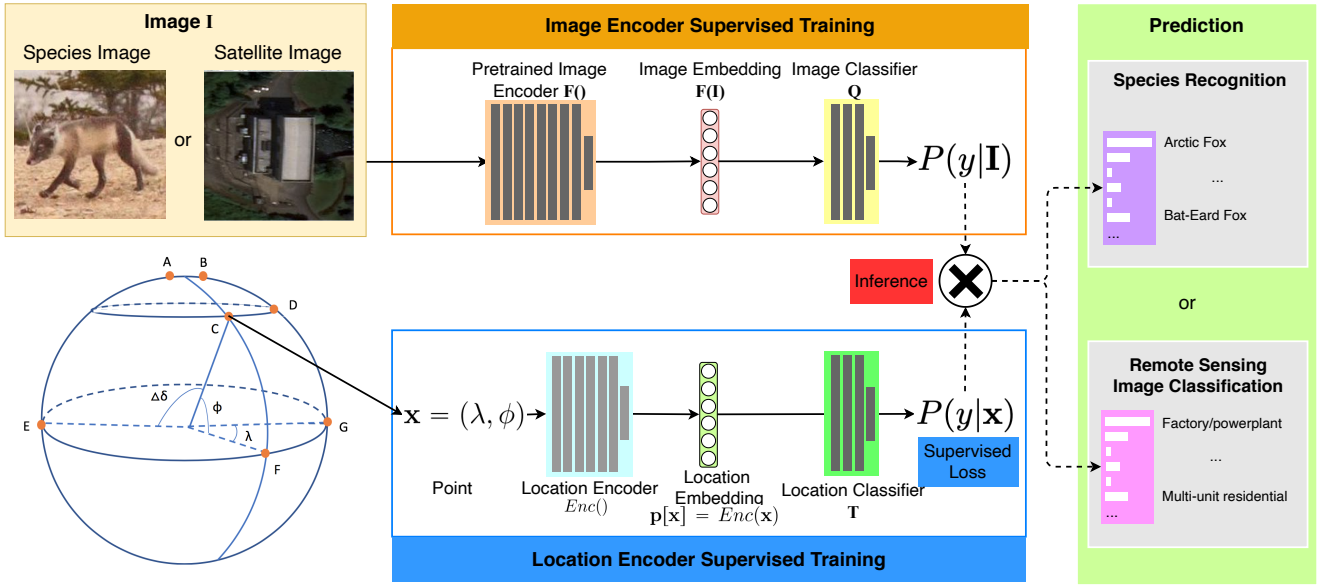 Image I
Species Image
Satellite Image
or
Image Encoder Supervised Training
Pretrained Image
Encoder F()
Image Embedding
F(I)
Image Classifier
Q
P(y|I)
Prediction
Species Recognition
Arctic Fox
...
Bat-Eard Fox
...
or
Remote Sensing
Image Classification
Factory/powerplant
...
Multi-unit residential
...
Inference
A
B
C
D
E
F
G
Δδ
ϕ
λ
x = (λ, ϕ)
Point
Location Encoder
Enc()
Location
Embedding
p[x] = Enc(x)
Location Classifier
T
P(y|x)
Supervised
Loss
Location Encoder Supervised Training